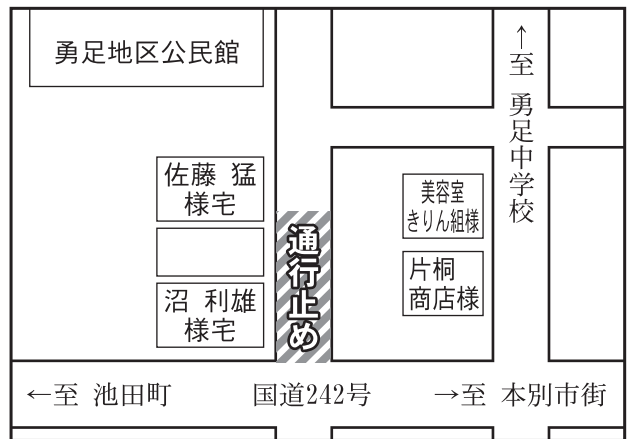 勇足地区公民館
↑至 勇足中学校
佐藤 猛
様宅
美容室
きりん組様
通行止め
片桐
商店様
沼 利雄
様宅
←至 池田町
国道242号
→至 本別市街